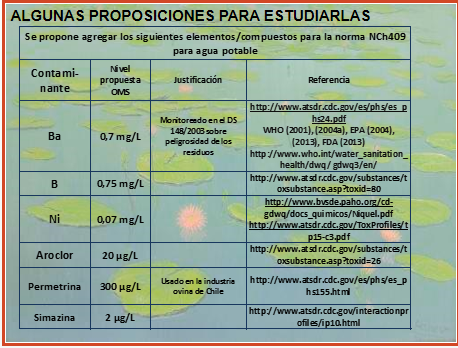 ALGUNAS PROPOSICIONES PARA ESTUDIARLAS
Se propone agregar los siguientes elementos/compuestos para la norma NCh409
para agua potable
Contami-
nante
Nivel
propuesta
OMS
Justificación
Referencia
Ba
0,7 mg/L
Monitoreado en el DS
148/2003 sobre
peligrosidad de los
residuos
http://www.atsdr.cdc.gov/es/phs/es_p
hs24.pdf
WHO (2001), (2004a), EPA (2004),
(2013), FDA (2013)
http://www.who.int/water_sanitation_
health/dwq/ gdwq3/en/
B
0,75 mg/L
http://www.atsdr.cdc.gov/substances/t
oxsubstance.asp?toxid=80
Ni
0,07 mg/L
http://www.bvsde.paho.org/cd-
gdwq/docs_quimicos/Niquel.pdf
http://www.atsdr.cdc.gov/ToxProfiles/t
p15-c3.pdf
Aroclor
20 µg/L
http://www.atsdr.cdc.gov/substances/t
oxsubstance.asp?toxid=26
Permetrina
300 µg/L
Usado en la industria
ovina de Chile
http://www.atsdr.cdc.gov/es/phs/es_p
hs155.html
Simazina
2 µg/L
http://www.atsdr.cdc.gov/interactionpr
ofiles/ip10.html